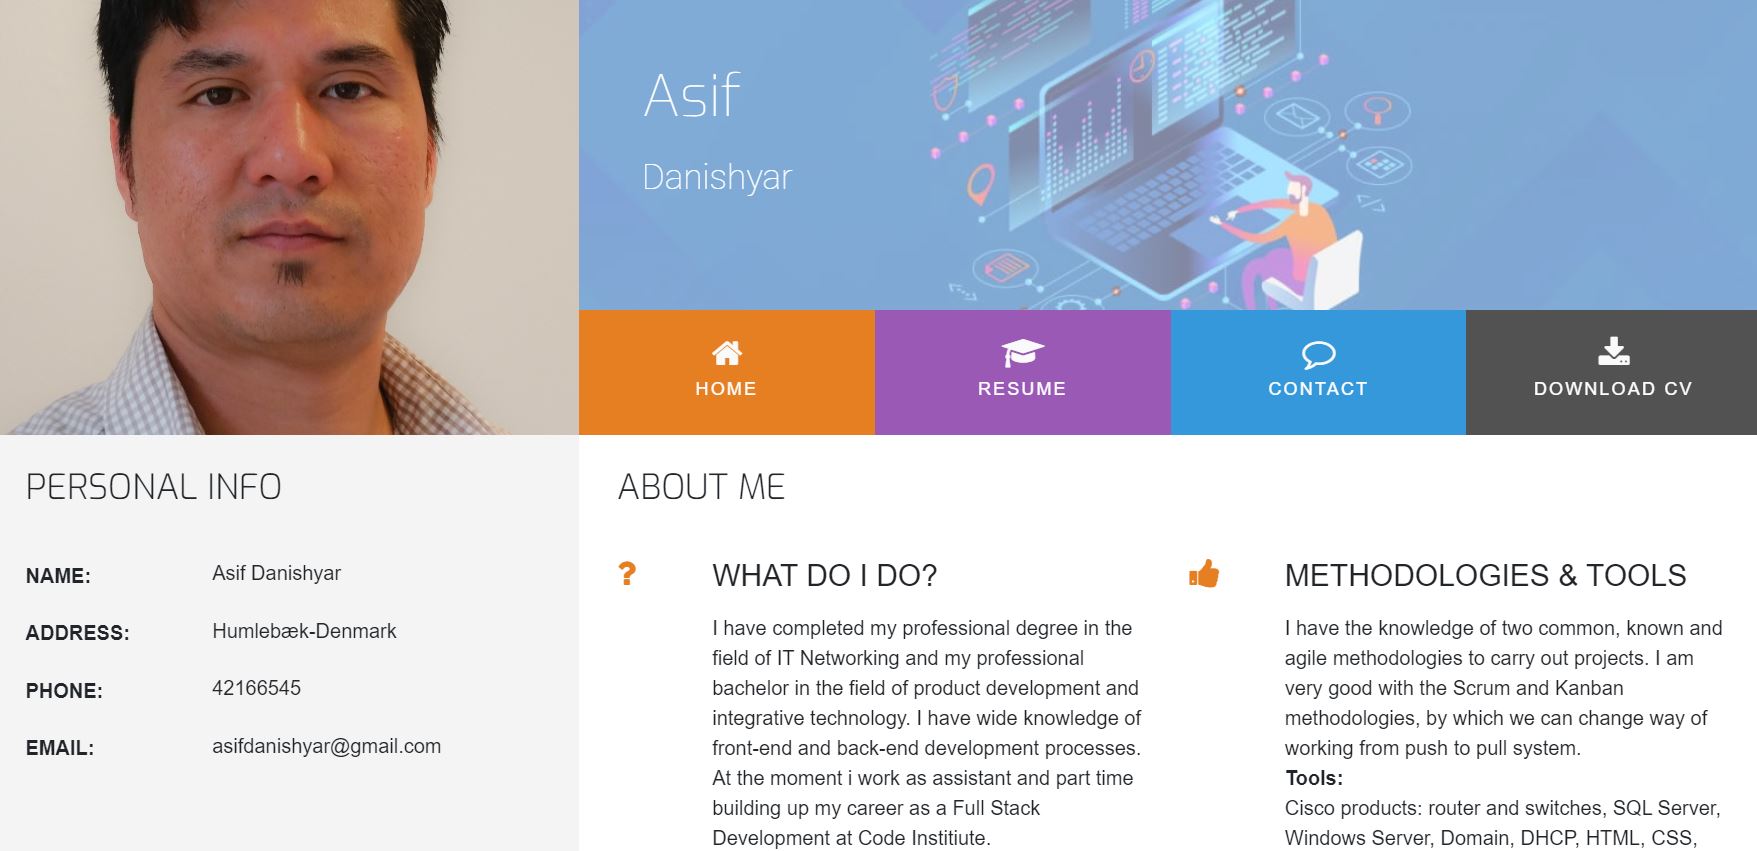 Asif
Danishyar
HOME
RESUME
CONTACT
DOWNLOAD CV
PERSONAL INFO
NAME: Asif Danishyar
ADDRESS: Humlebæk-Denmark
PHONE: 42166545
EMAIL: asifdanishyar@gmail.com
ABOUT ME
?
WHAT DO I DO?
I have completed my professional degree in the
field of IT Networking and my professional
bachelor in the field of product development and
integrative technology. I have wide knowledge of
front-end and back-end development processes.
At the moment i work as assistant and part time
building up my career as a Full Stack
Development at Code Institiute.
METHODOLOGIES & TOOLS
I have the knowledge of two common, known and
agile methodologies to carry out projects. I am
very good with the Scrum and Kanban
methodologies, by which we can change way of
working from push to pull system.
Tools:
Cisco products: router and switches, SQL Server,
Windows Server, Domain, DHCP, HTML, CSS,